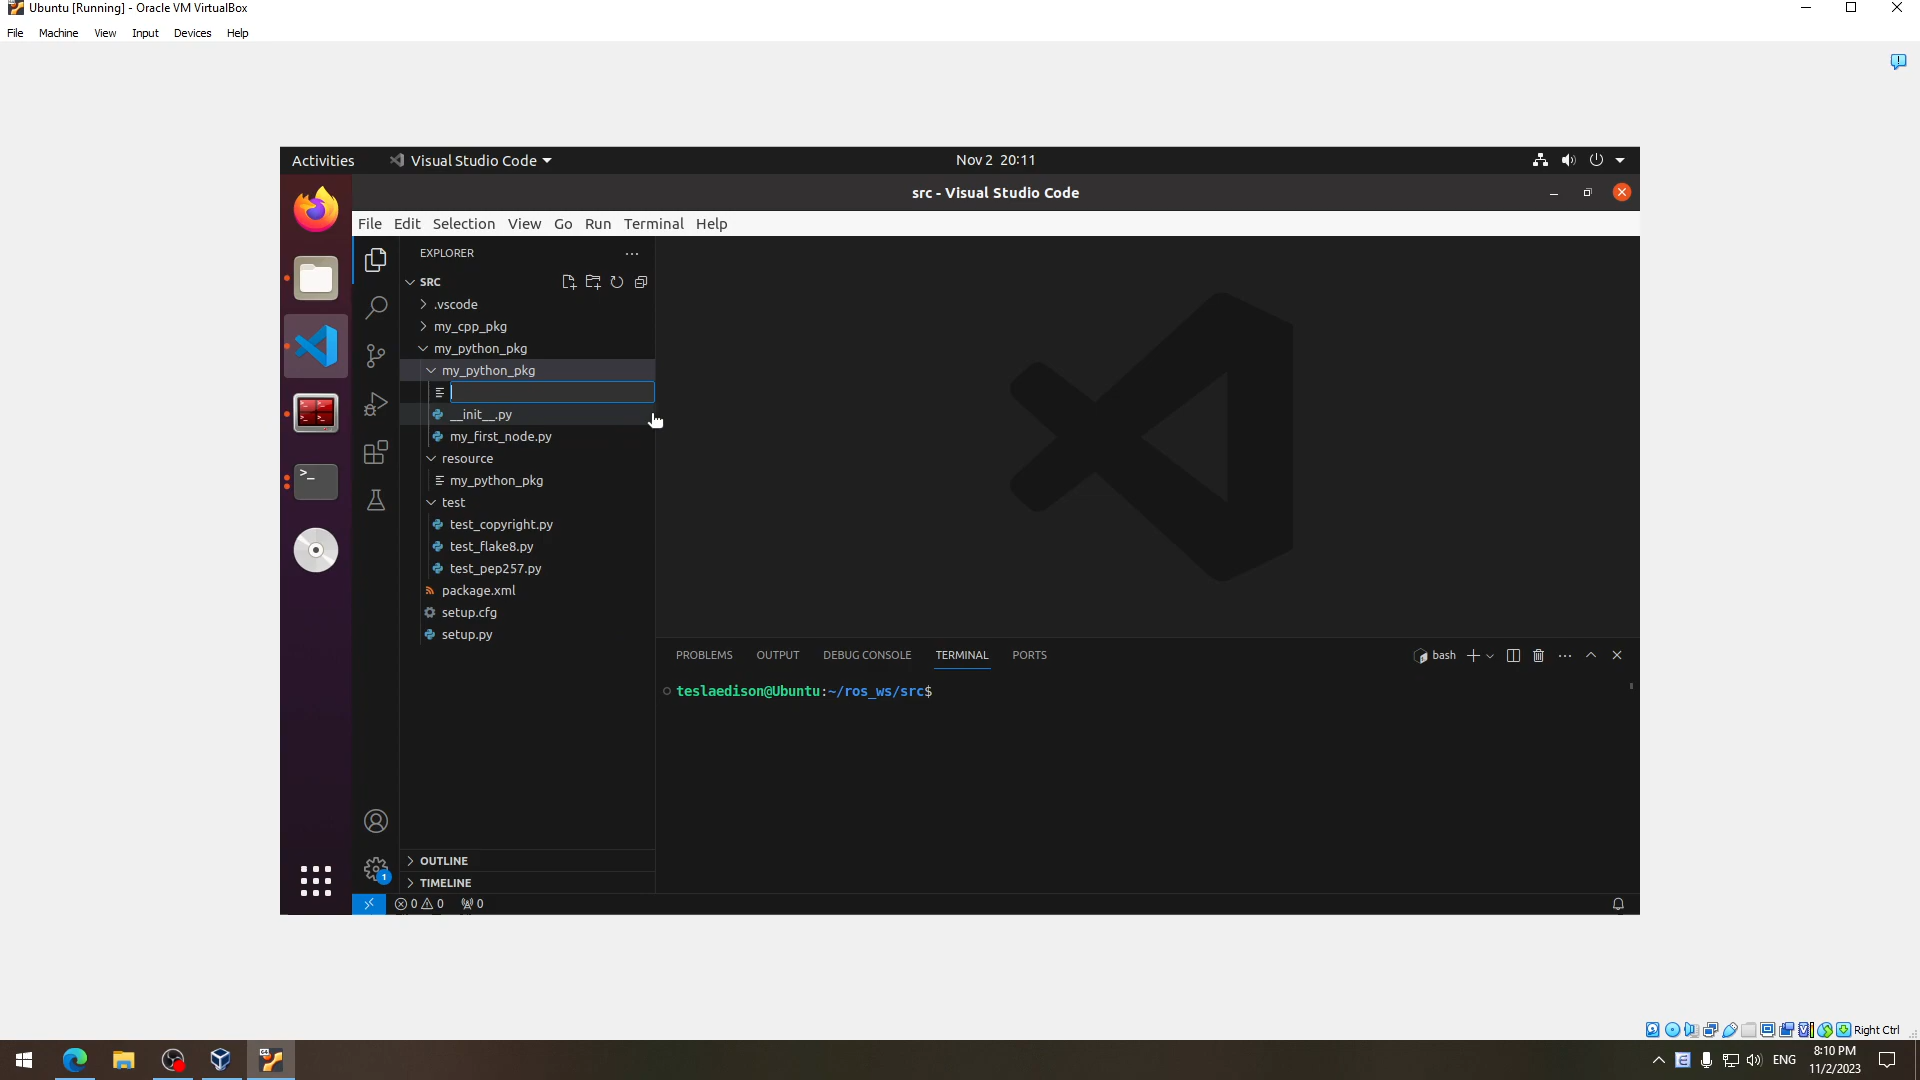 Ubuntu [Running] - Oracle VM VirtualBox
File Machine View Input Devices Help
Activities Visual Studio Code Nov 2 20:11
src - Visual Studio Code
File Edit Selection View Go Run Terminal Help
EXPLORER
SRC
.vscode
my_cpp_pkg
my_python_pkg
my_python_pkg
__init__.py
my_first_node.py
resource
my_python_pkg
test
test_copyright.py
test_flake8.py
test_pep257.py
package.xml
setup.cfg
setup.py
PROBLEMS OUTPUT DEBUG CONSOLE TERMINAL PORTS bash
teslaedison@Ubuntu:~/ros_ws/src$
OUTLINE
TIMELINE
1
0 0 0
Right Ctrl
ENG
8:10 PM
11/2/2023